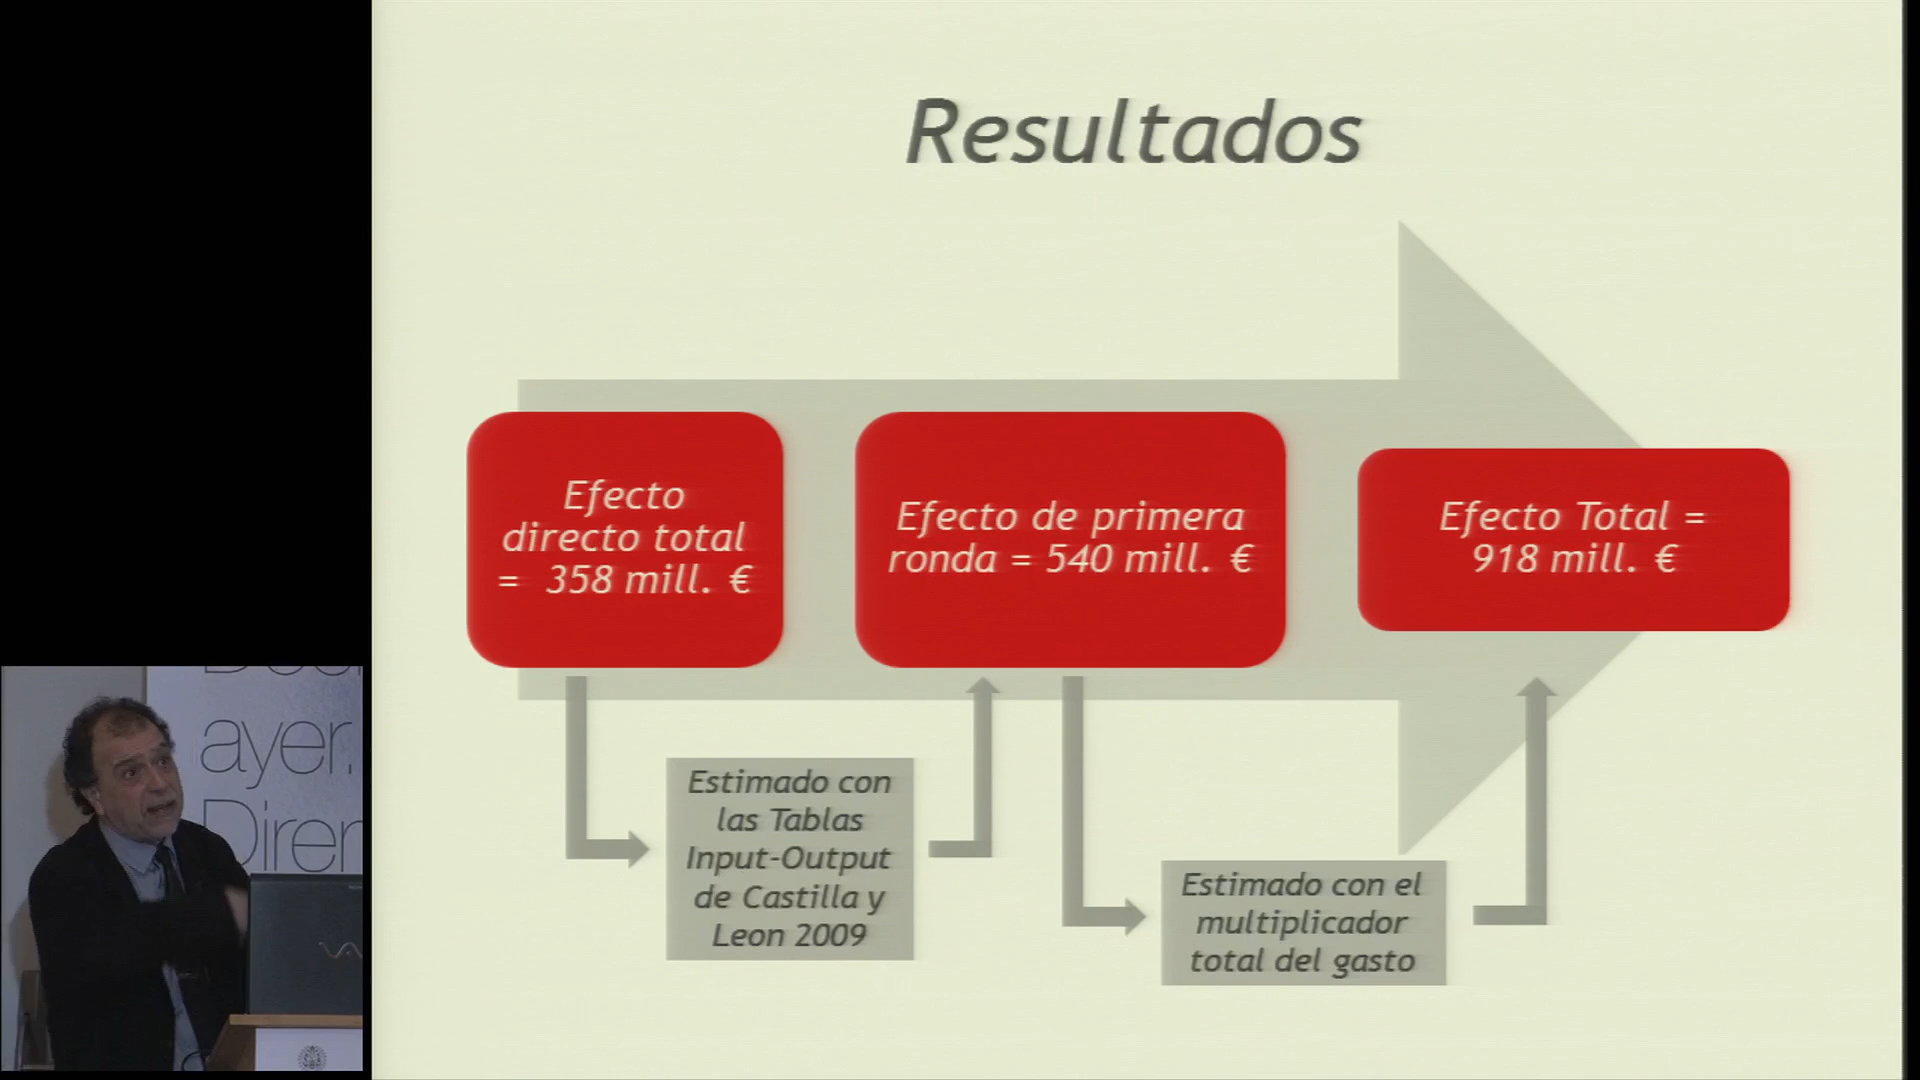 Resultados
Efecto
directo total
= 358 mill. €
Efecto de primera
ronda = 540 mill. €
Efecto Total =
918 mill. €
Estimado con
las Tablas
Input-Output
de Castilla y
Leon 2009
Estimado con el
multiplicador
total del gasto
ayer.